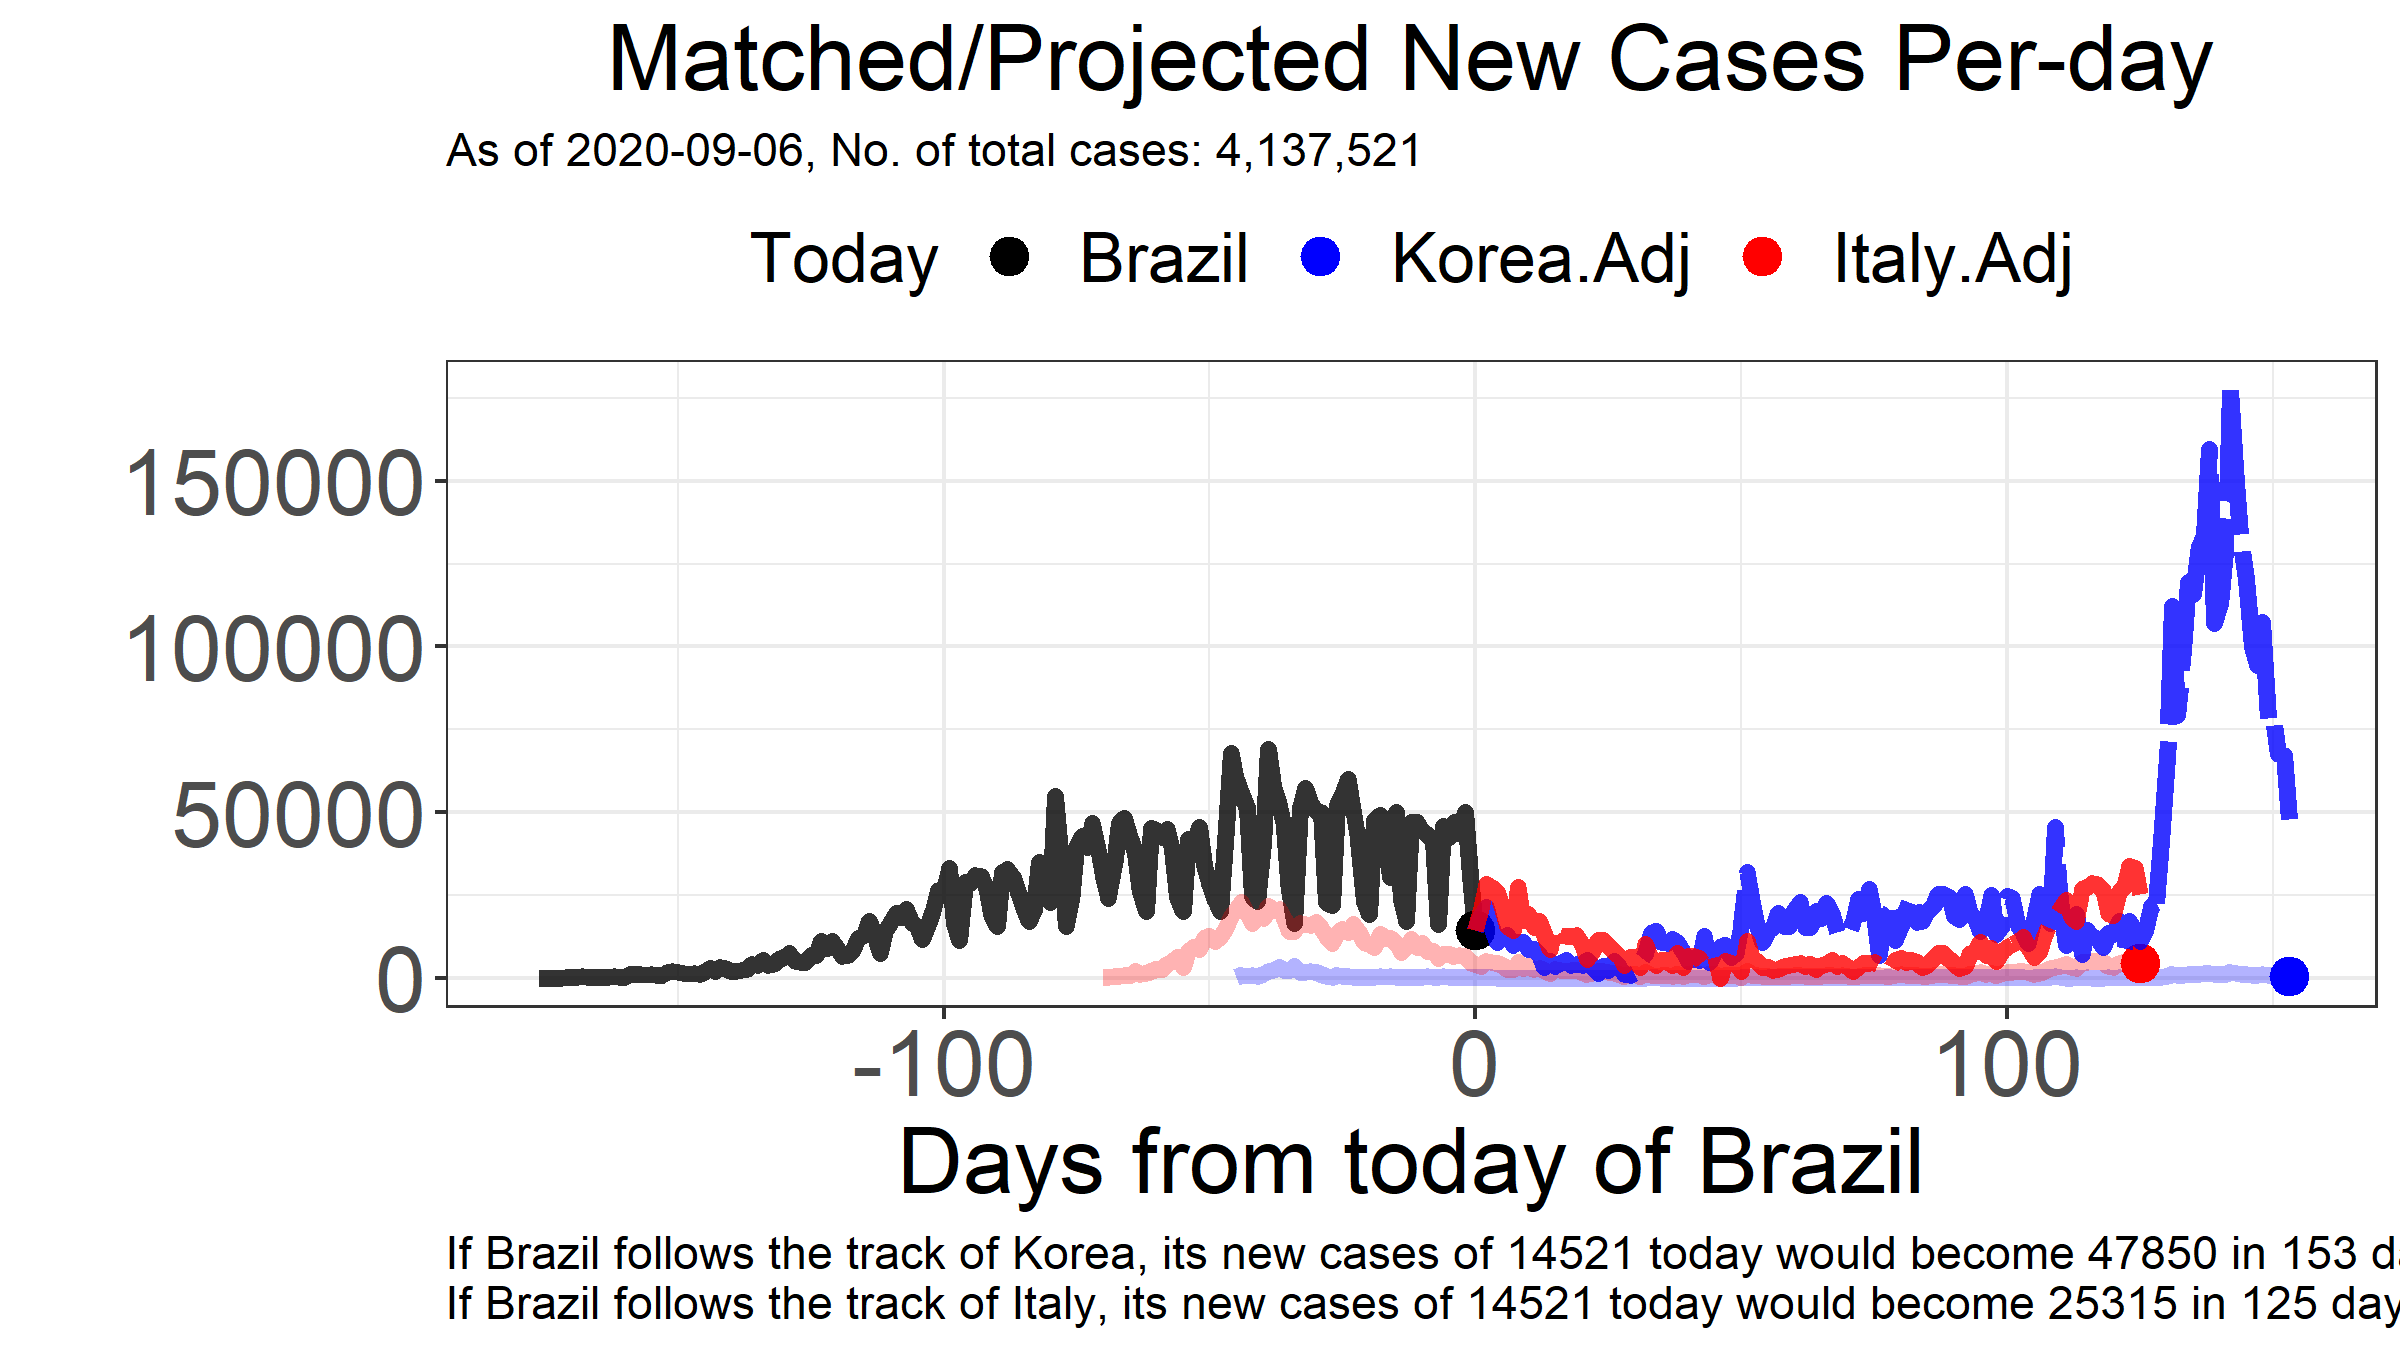 Matched/Projected New Cases Per-day
As of 2020-09-06, No. of total cases: 4,137,521
Today Brazil Korea.Adj Italy.Adj
150000
100000
50000
0
-100 0 100
Days from today of Brazil
If Brazil follows the track of Korea, its new cases of 14521 today would become 47850 in 153
If Brazil follows the track of Italy, its new cases of 14521 today would become 25315 in 125 day